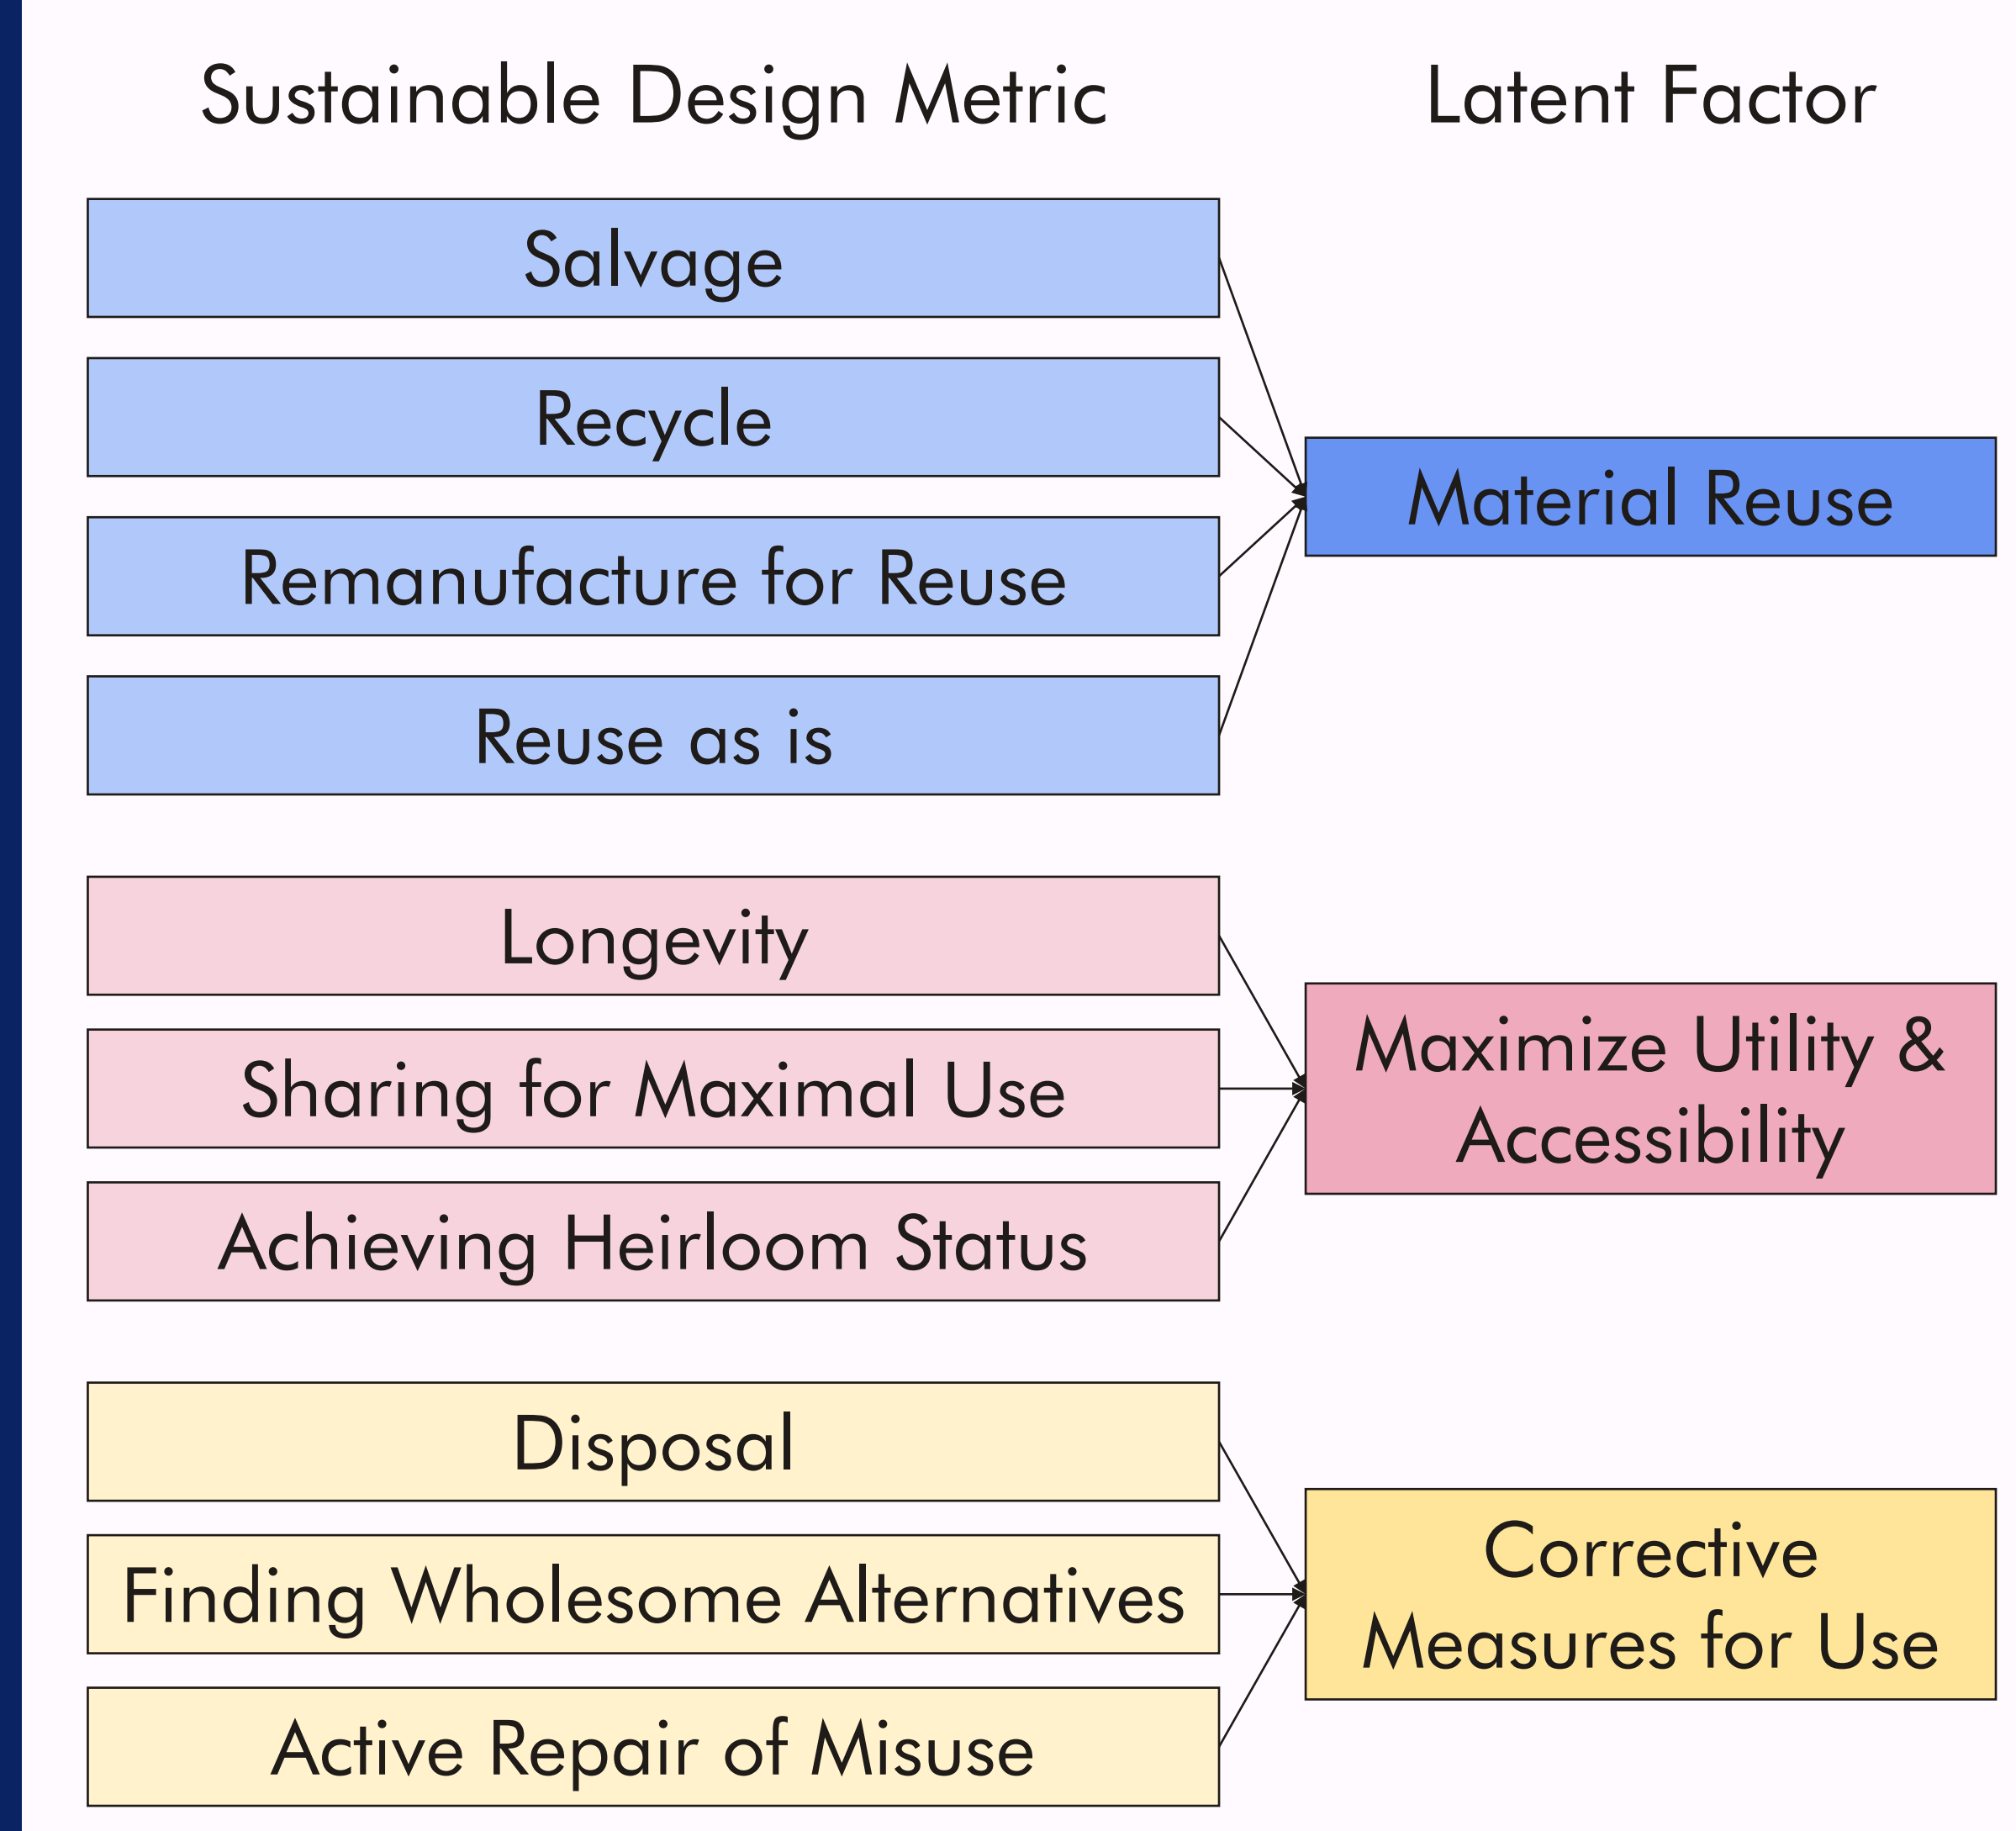 Sustainable Design Metric
Latent Factor
Salvage
Recycle
Remanufacture for Reuse
Reuse as is
Material Reuse
Longevity
Sharing for Maximal Use
Achieving Heirloom Status
Maximize Utility &
Accessibility
Disposal
Finding Wholesome Alternatives
Active Repair of Misuse
Corrective
Measures for Use